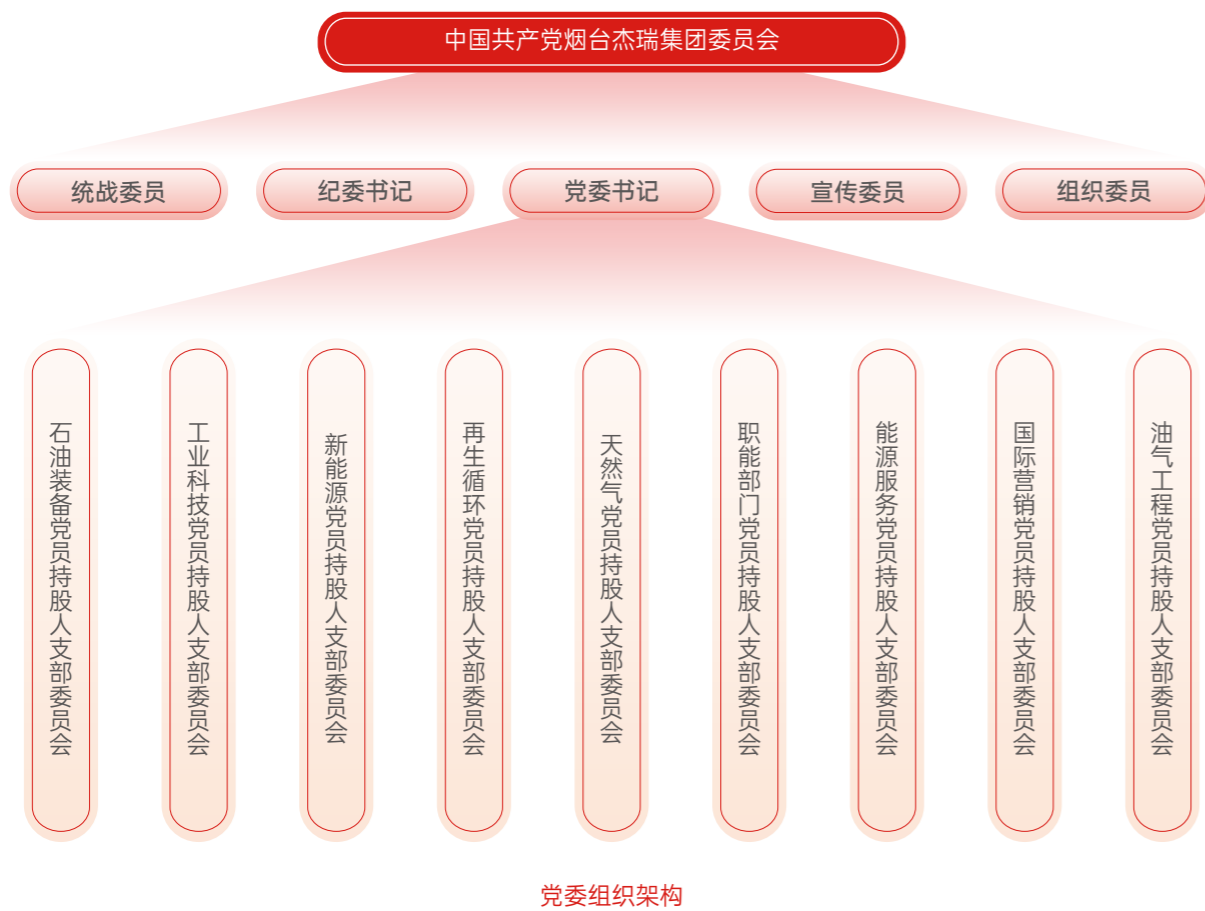 中国共产党烟台杰瑞集团委员会
统战委员
纪委书记
党委书记
宣传委员
组织委员
石油装备党员持股人支部委员会
工业科技党员持股人支部委员会
新能源党员持股人支部委员会
再生循环党员持股人支部委员会
天然气党员持股人支部委员会
职能部门党员持股人支部委员会
能源服务党员持股人支部委员会
国际营销党员持股人支部委员会
油气工程党员持股人支部委员会
党委组织架构